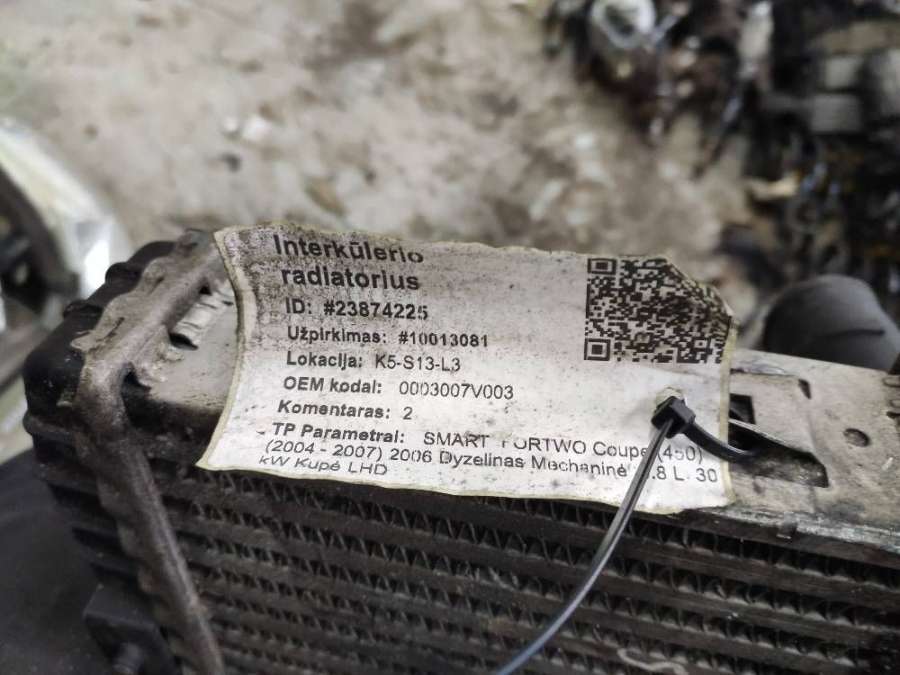 Interkūlerio
radiatorius
ID: #23874225
Užpirkimas: #10013081
Lokacija: K5-S13-L3
OEM kodai: 0003007V003
Komentaras: 2
TP Parametrai: SMART FORTWO Coupe (450)
(2004 - 2007) 2006 Dyzelinas Mechaninė 0.8 L. 30
kW Kupė LHD